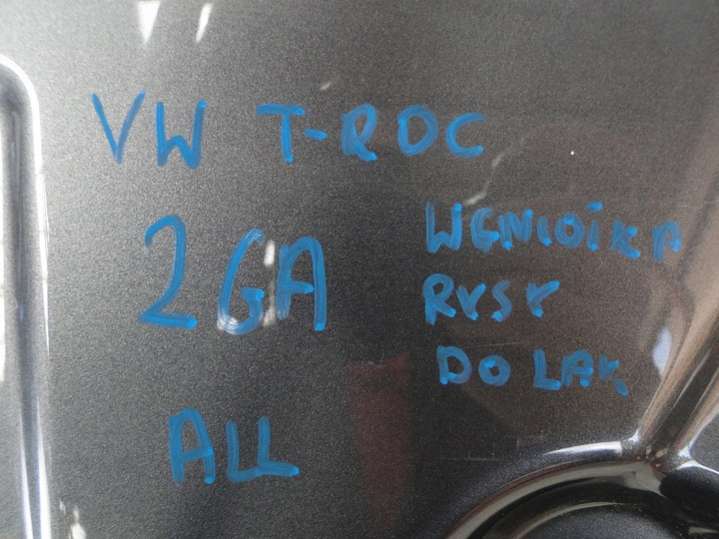 VW T-ROC
2GA
ALL
WGNIOTKA
RYSY
DO LAK